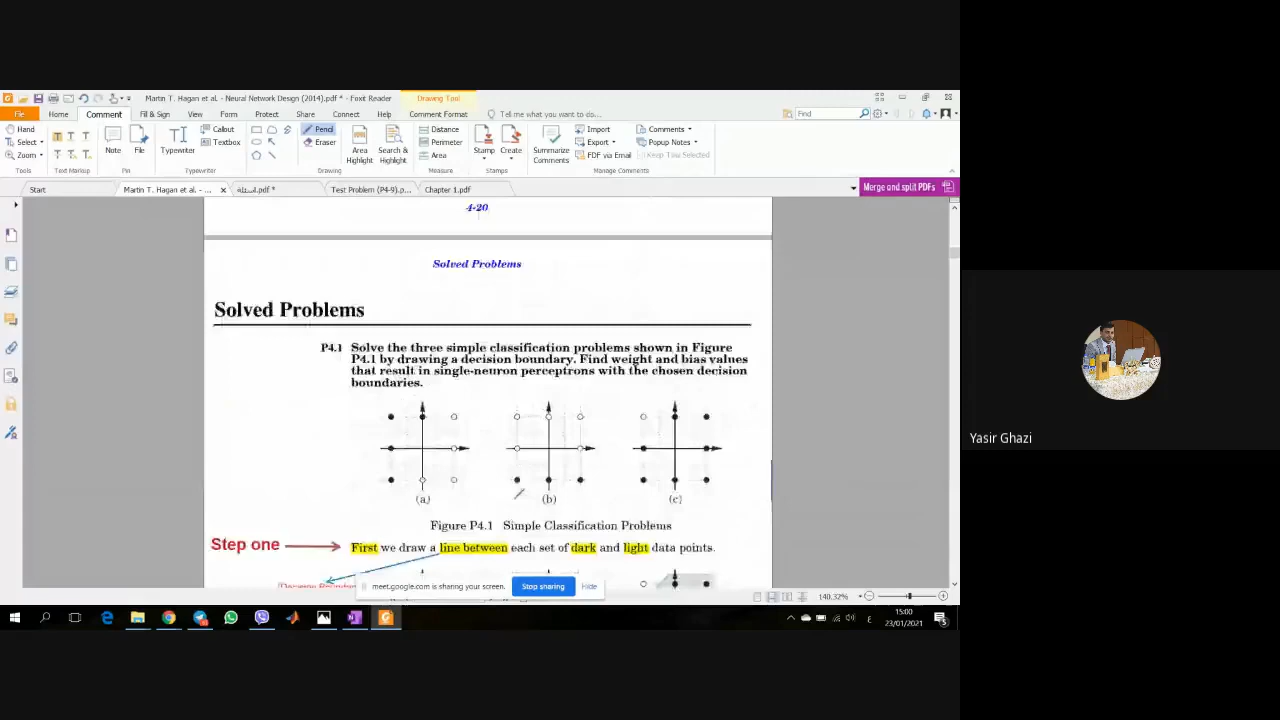 Martin T. Hagan et al. - Neural Network Design (2014).pdf * - Foxit Reader
Drawing Tool
File Home Comment Fill & Sign View Form Protect Share Connect Help Comment Format Tell me what you want to do... Find
Hand
Select
Zoom
Tools
Text Markup
Note
File
Pin
Typewriter
Callout
Textbox
Typewriter
Pencil
Eraser
Drawing
Area Highlight
Search & Highlight
Distance
Perimeter
Area
Measure
Stamp
Create
Stamps
Summarize Comments
Import
Export
FDF via Email
Comments
Popup Notes
Keep Tool Selected
Manage Comments
Start
Martin T. Hagan et al. - ...
Test Problem (P4-9).p...
Chapter 1.pdf
Merge and split PDFs
4-20
Solved Problems
Solved Problems
P4.1 Solve the three simple classification problems shown in Figure
P4.1 by drawing a decision boundary. Find weight and bias values
that result in single-neuron perceptrons with the chosen decision
boundaries.
(a) (b) (c)
Figure P4.1 Simple Classification Problems
Step one
First we draw a line between each set of dark and light data points.
meet.google.com is sharing your screen.
Stop sharing
Hide
140.32%
15:00
23/01/2021
Yasir Ghazi